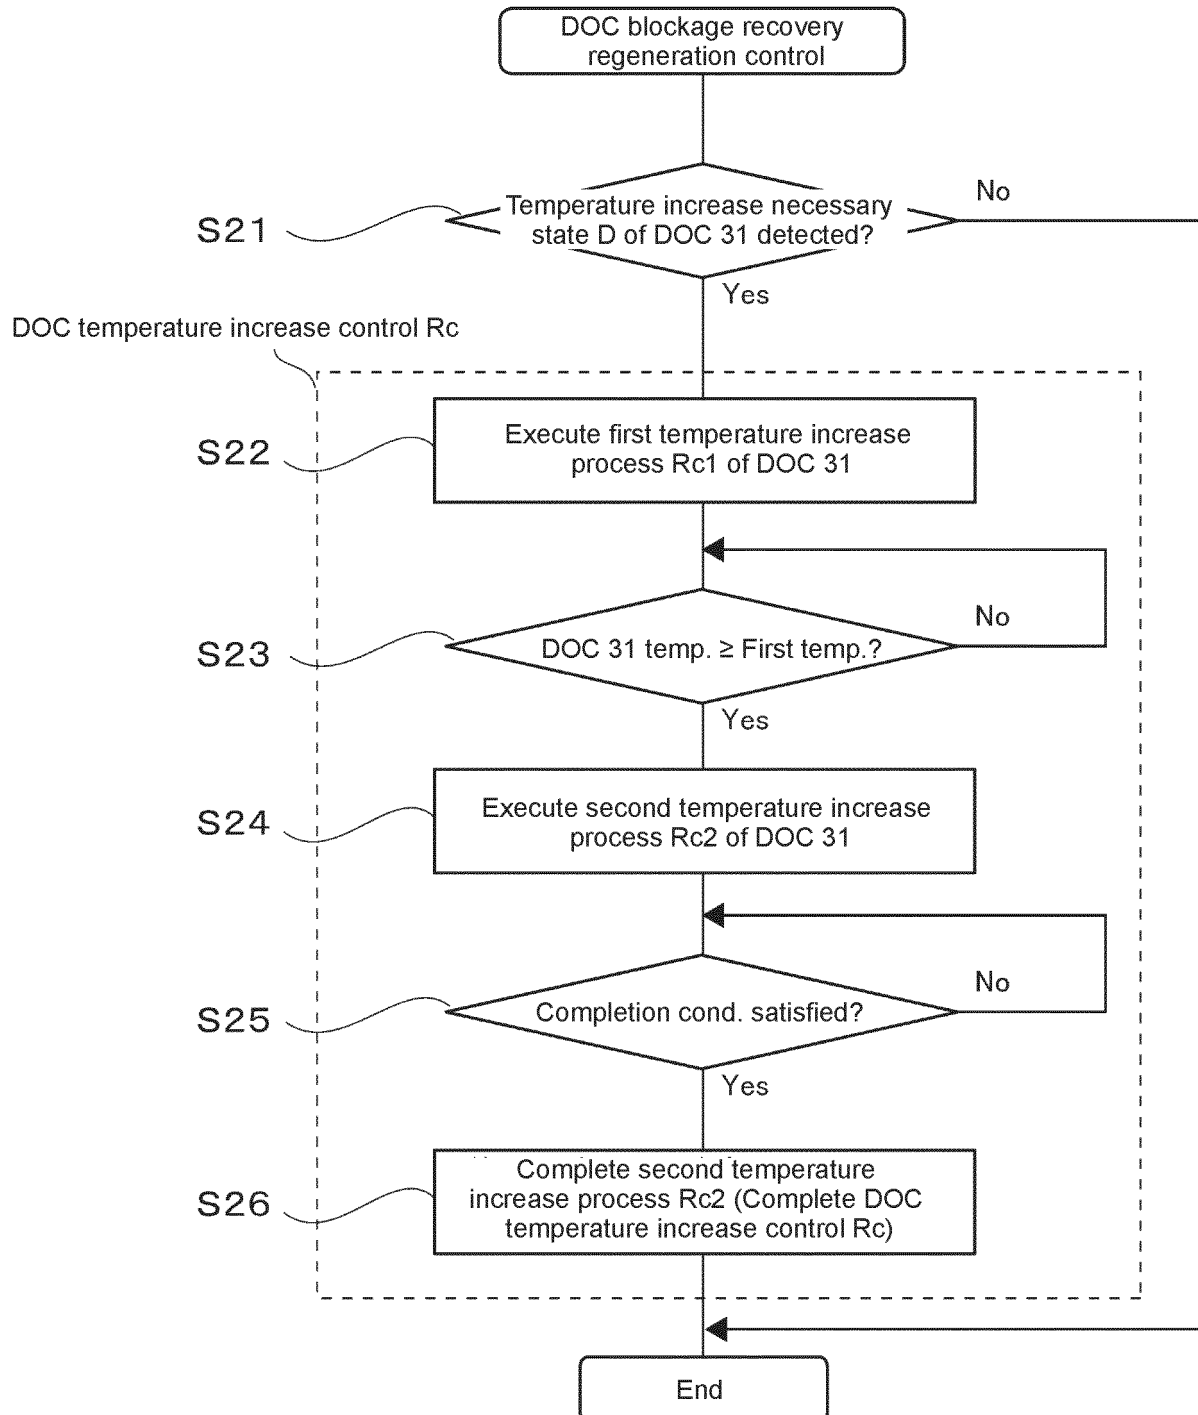 DOC blockage recovery
regeneration control
No
Temperature increase necessary
state D of DOC 31 detected?
S21
Yes
DOC temperature increase control Rc
Execute first temperature increase
process Rc1 of DOC 31
S22
No
DOC 31 temp. ≥ First temp.?
S23
Yes
Execute second temperature increase
process Rc2 of DOC 31
S24
No
Completion cond. satisfied?
S25
Yes
Complete second temperature
increase process Rc2 (Complete DOC
temperature increase control Rc)
S26
End